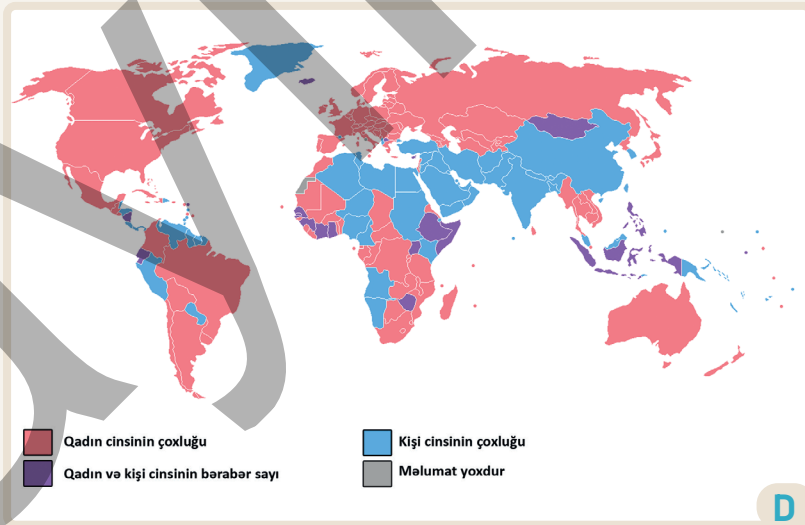 Qadın cinsinin çoxluğu
Kişi cinsinin çoxluğu
Qadın və kişi cinsinin bərabər sayı
Məlumat yoxdur
D